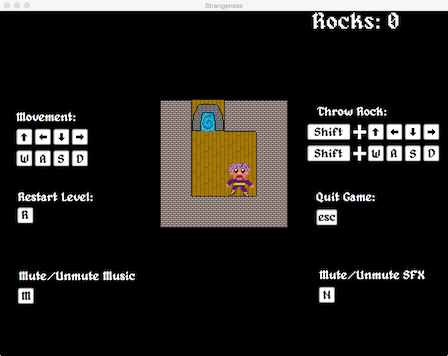 Strangeness
Rocks: 0
Movement:
↑ ← ↓ →
W A S D
Throw Rock:
Shift + ↑ ← ↓ →
Shift + W A S D
Restart Level:
R
Quit Game:
esc
Mute/Unmute Music
M
Mute/Unmute SFX
N